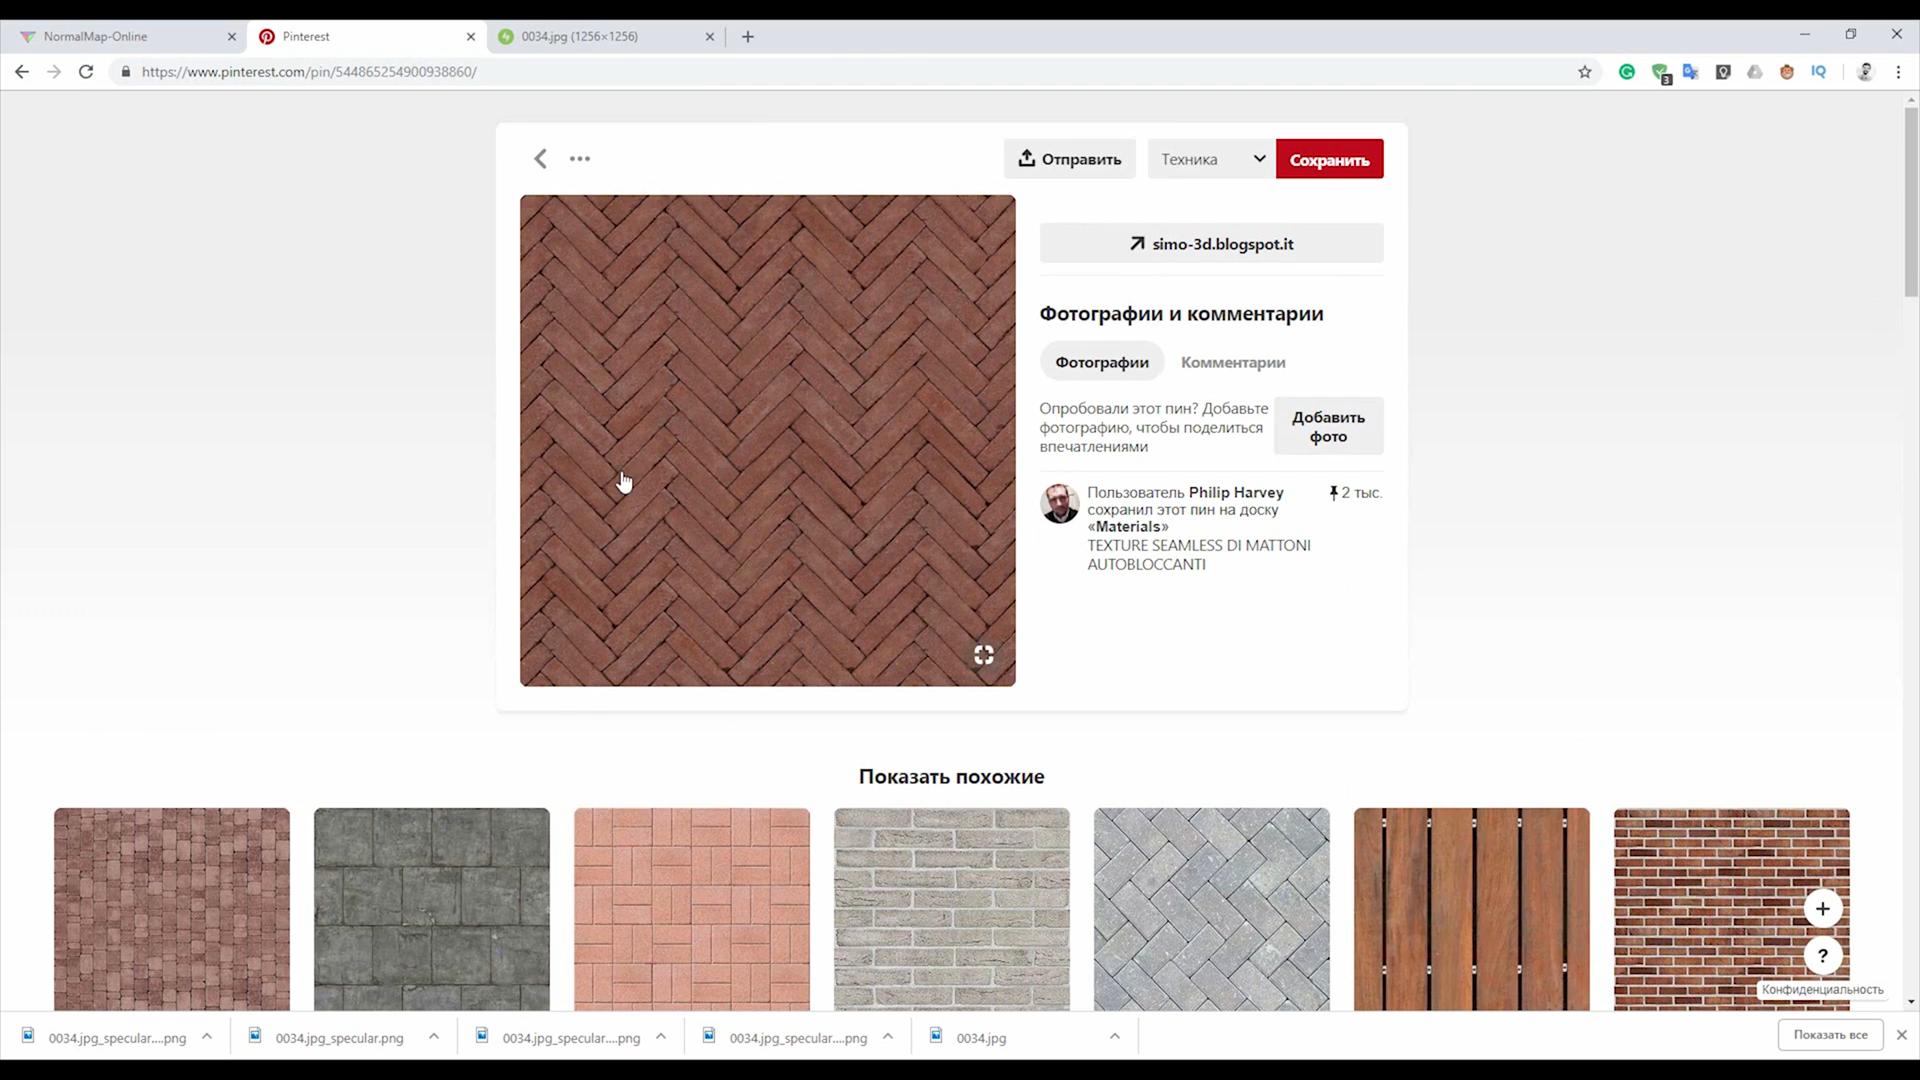 NormalMap-Online
Pinterest
0034.jpg (1256×1256)
https://www.pinterest.com/pin/544865254900938860/
3
IQ
Отправить
Техника
Сохранить
simo-3d.blogspot.it
Фотографии и комментарии
Фотографии
Комментарии
Опробовали этот пин? Добавьте
фотографию, чтобы поделиться
впечатлениями
Добавить
фото
Пользователь Philip Harvey
сохранил этот пин на доску
«Materials»
2 тыс.
TEXTURE SEAMLESS DI MATTONI
AUTOBLOCCANTI
Показать похожие
+
?
Конфиденциальность
0034.jpg_specular....png
0034.jpg_specular.png
0034.jpg_specular....png
0034.jpg_specular....png
0034.jpg
Показать все